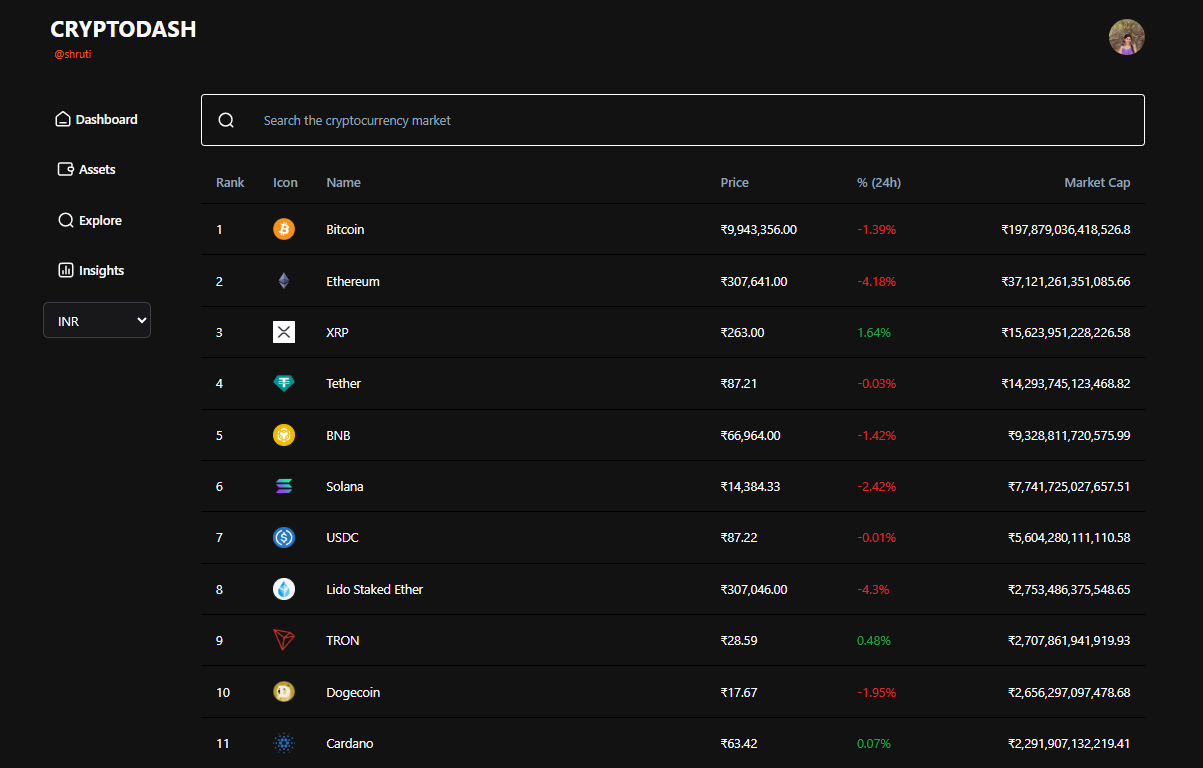 CRYPTODASH
@shruti
Dashboard
Assets
Explore
Insights
INR
Search the cryptocurrency market
Rank Icon Name Price % (24h) Market Cap
1 Bitcoin ₹9,943,356.00 -1.39% ₹197,879,036,418,526.8
2 Ethereum ₹307,641.00 -4.18% ₹37,121,261,351,085.66
3 XRP ₹263.00 1.64% ₹15,623,951,228,226.58
4 Tether ₹87.21 -0.03% ₹14,293,745,123,468.82
5 BNB ₹66,964.00 -1.42% ₹9,328,811,720,575.99
6 Solana ₹14,384.33 -2.42% ₹7,741,725,027,657.51
7 USDC ₹87.22 -0.01% ₹5,604,280,111,110.58
8 Lido Staked Ether ₹307,046.00 -4.3% ₹2,753,486,375,548.65
9 TRON ₹28.59 0.48% ₹2,707,861,941,919.93
10 Dogecoin ₹17.67 -1.95% ₹2,656,297,097,478.68
11 Cardano ₹63.42 0.07% ₹2,291,907,132,219.41